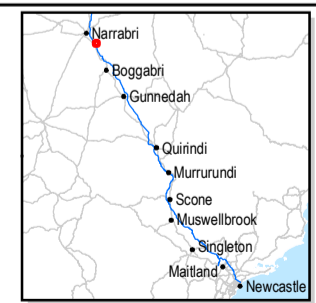 Narrabri
Boggabri
Gunnedah
Quirindi
Murrurundi
Scone
Muswellbrook
Singleton
Maitland
Newcastle